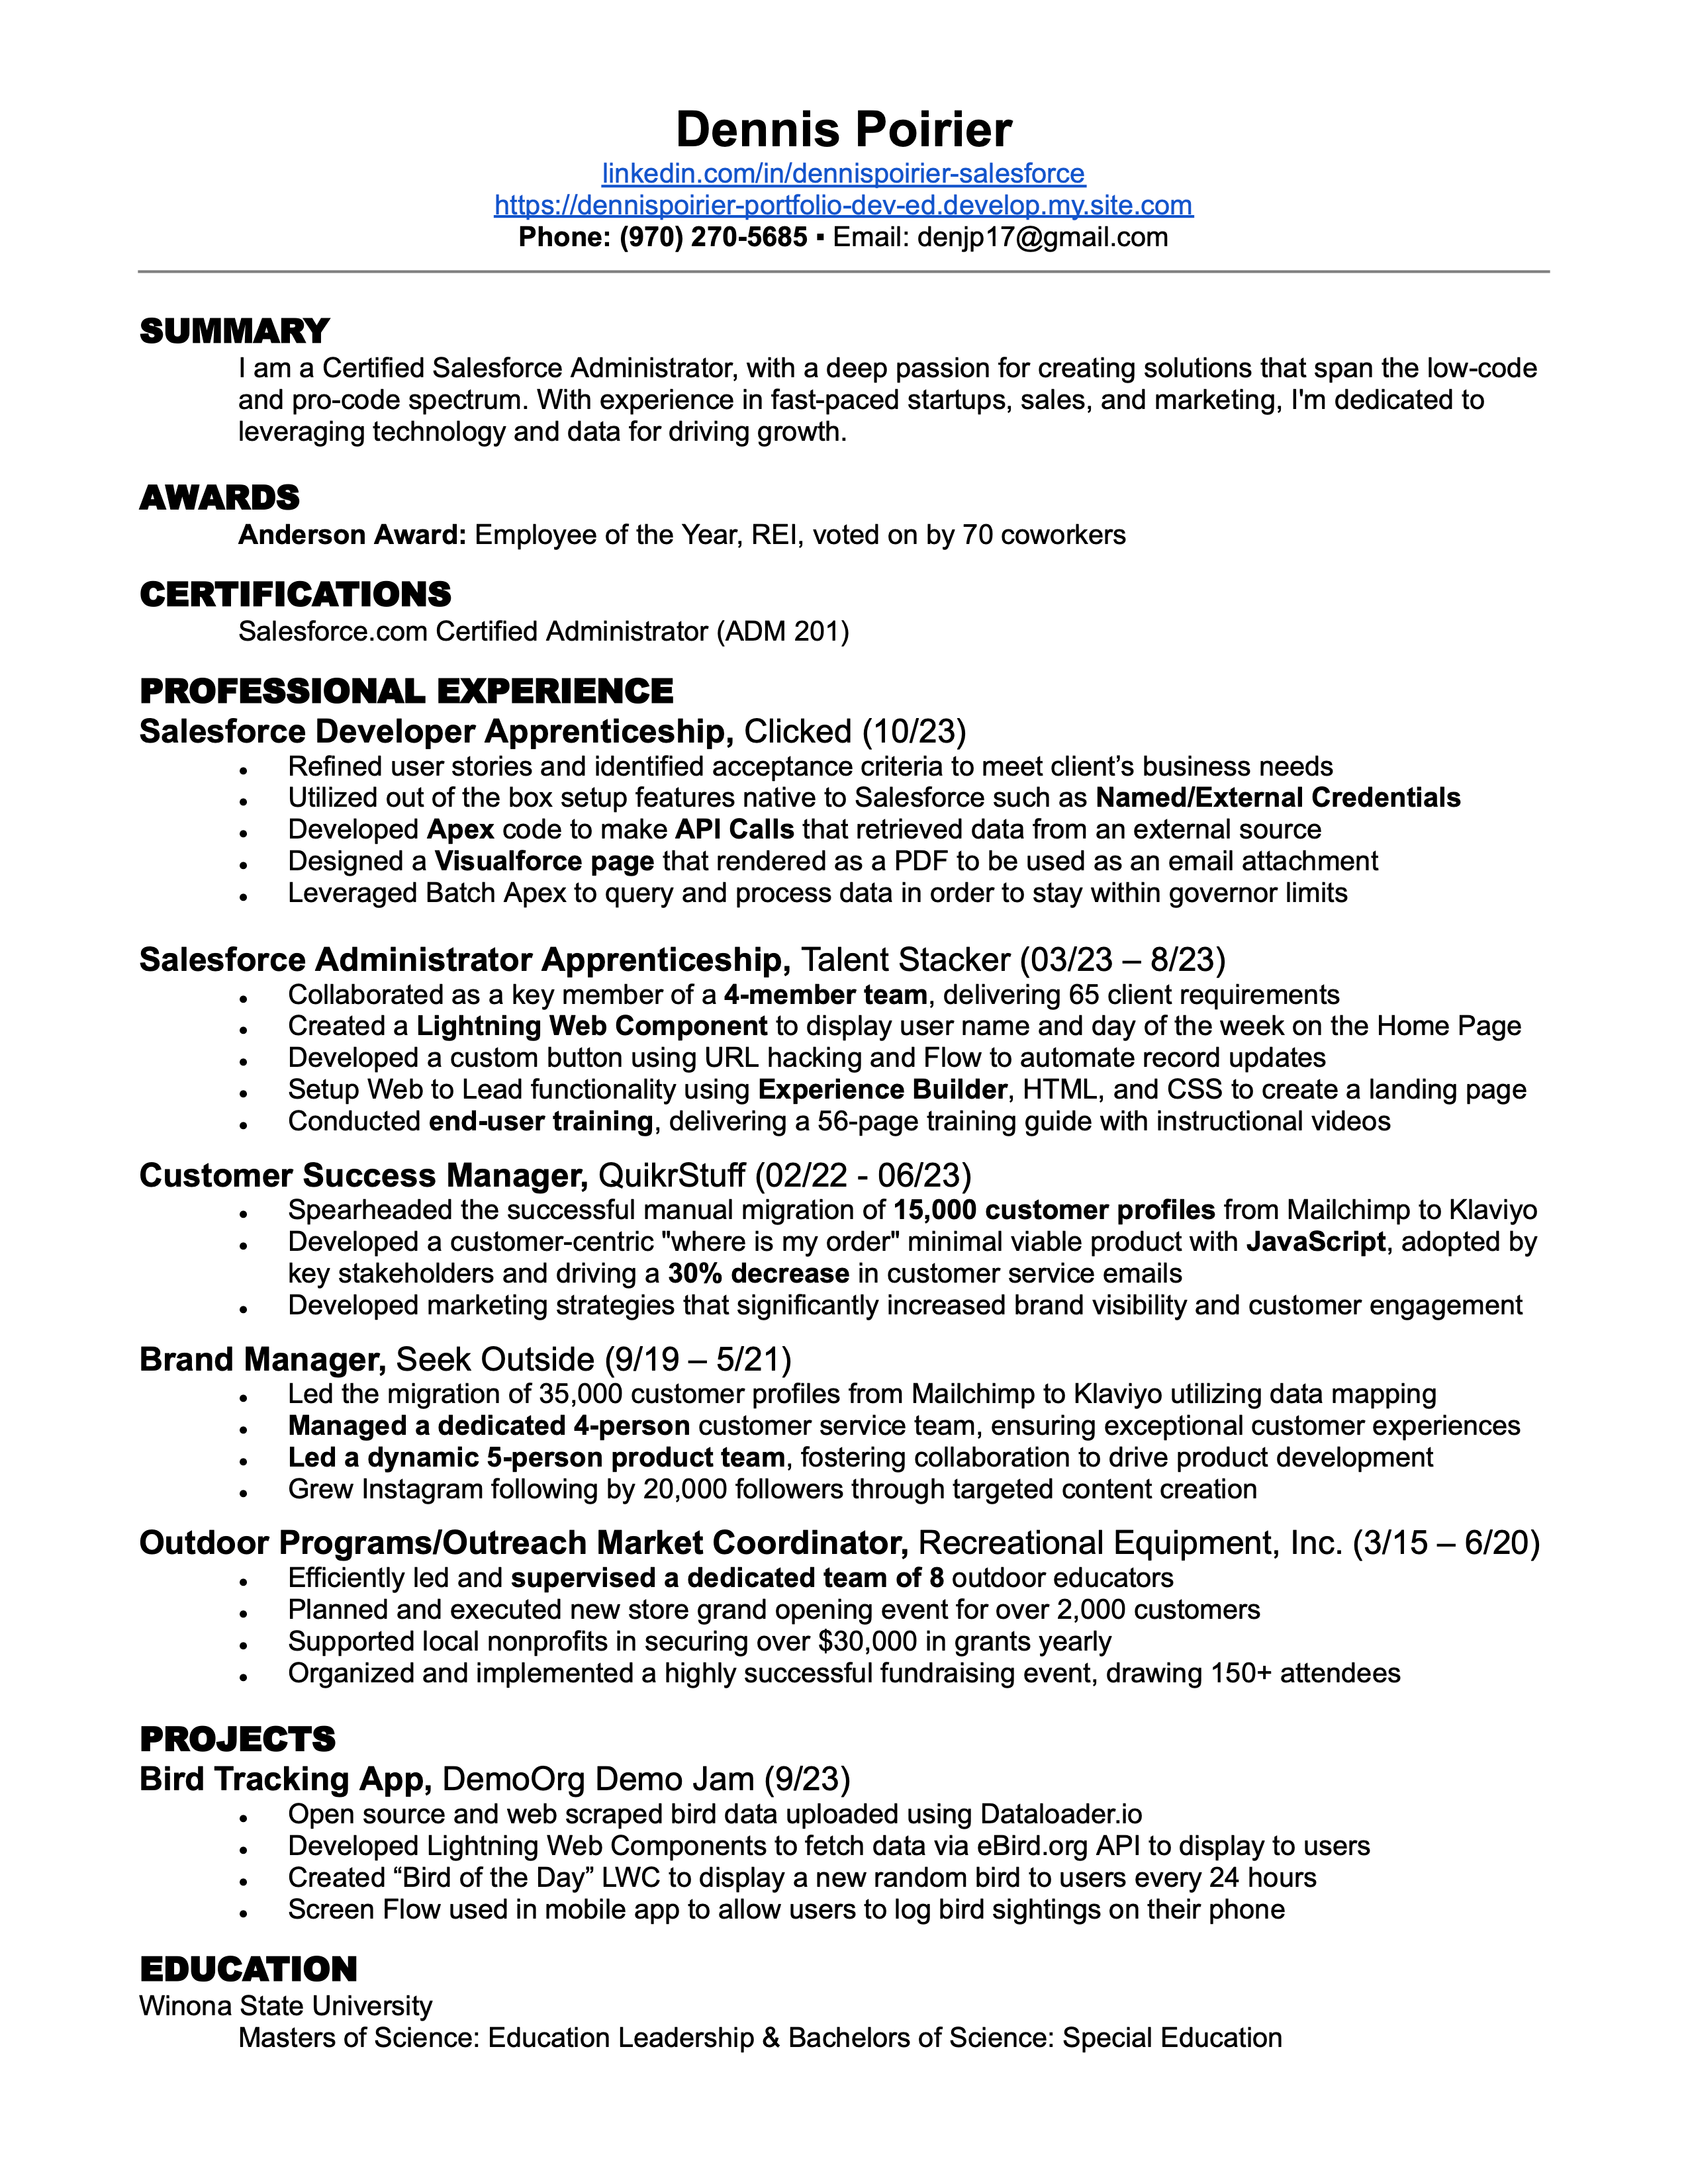 Dennis Poirier
linkedin.com/in/dennispoirier-salesforce
https://dennispoirier-portfolio-dev-ed.develop.my.site.com
Phone: (970) 270-5685 ▪ Email: denjp17@gmail.com
SUMMARY
I am a Certified Salesforce Administrator, with a deep passion for creating solutions that span the low-code
and pro-code spectrum. With experience in fast-paced startups, sales, and marketing, I'm dedicated to
leveraging technology and data for driving growth.
AWARDS
Anderson Award: Employee of the Year, REI, voted on by 70 coworkers
CERTIFICATIONS
Salesforce.com Certified Administrator (ADM 201)
PROFESSIONAL EXPERIENCE
Salesforce Developer Apprenticeship, Clicked (10/23)
• Refined user stories and identified acceptance criteria to meet client’s business needs
• Utilized out of the box setup features native to Salesforce such as Named/External Credentials
• Developed Apex code to make API Calls that retrieved data from an external source
• Designed a Visualforce page that rendered as a PDF to be used as an email attachment
• Leveraged Batch Apex to query and process data in order to stay within governor limits
Salesforce Administrator Apprenticeship, Talent Stacker (03/23 – 8/23)
• Collaborated as a key member of a 4-member team, delivering 65 client requirements
• Created a Lightning Web Component to display user name and day of the week on the Home Page
• Developed a custom button using URL hacking and Flow to automate record updates
• Setup Web to Lead functionality using Experience Builder, HTML, and CSS to create a landing page
• Conducted end-user training, delivering a 56-page training guide with instructional videos
Customer Success Manager, QuikrStuff (02/22 - 06/23)
• Spearheaded the successful manual migration of 15,000 customer profiles from Mailchimp to Klaviyo
• Developed a customer-centric "where is my order" minimal viable product with JavaScript, adopted by
key stakeholders and driving a 30% decrease in customer service emails
• Developed marketing strategies that significantly increased brand visibility and customer engagement
Brand Manager, Seek Outside (9/19 – 5/21)
• Led the migration of 35,000 customer profiles from Mailchimp to Klaviyo utilizing data mapping
• Managed a dedicated 4-person customer service team, ensuring exceptional customer experiences
• Led a dynamic 5-person product team, fostering collaboration to drive product development
• Grew Instagram following by 20,000 followers through targeted content creation
Outdoor Programs/Outreach Market Coordinator, Recreational Equipment, Inc. (3/15 – 6/20)
• Efficiently led and supervised a dedicated team of 8 outdoor educators
• Planned and executed new store grand opening event for over 2,000 customers
• Supported local nonprofits in securing over $30,000 in grants yearly
• Organized and implemented a highly successful fundraising event, drawing 150+ attendees
PROJECTS
Bird Tracking App, DemoOrg Demo Jam (9/23)
• Open source and web scraped bird data uploaded using Dataloader.io
• Developed Lightning Web Components to fetch data via eBird.org API to display to users
• Created “Bird of the Day” LWC to display a new random bird to users every 24 hours
• Screen Flow used in mobile app to allow users to log bird sightings on their phone
EDUCATION
Winona State University
Masters of Science: Education Leadership & Bachelors of Science: Special Education